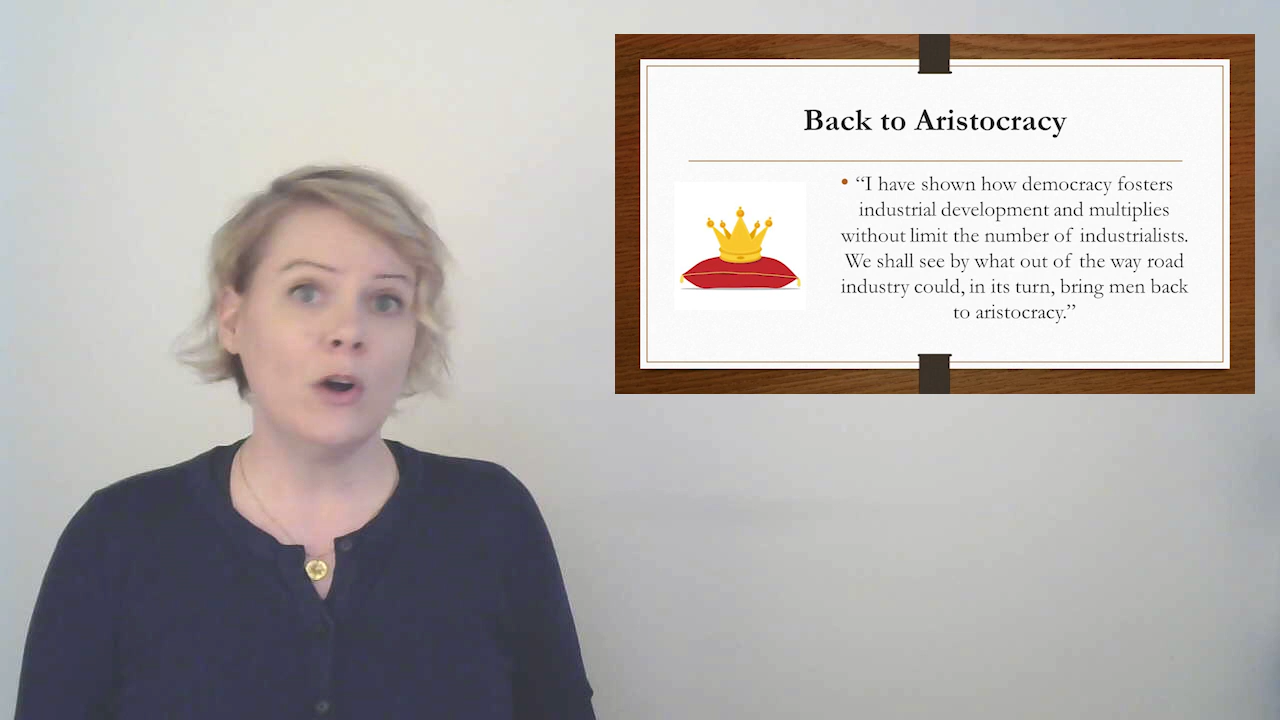 Back to Aristocracy
• “I have shown how democracy fosters
industrial development and multiplies
without limit the number of industrialists.
We shall see by what out of the way road
industry could, in its turn, bring men back
to aristocracy.”